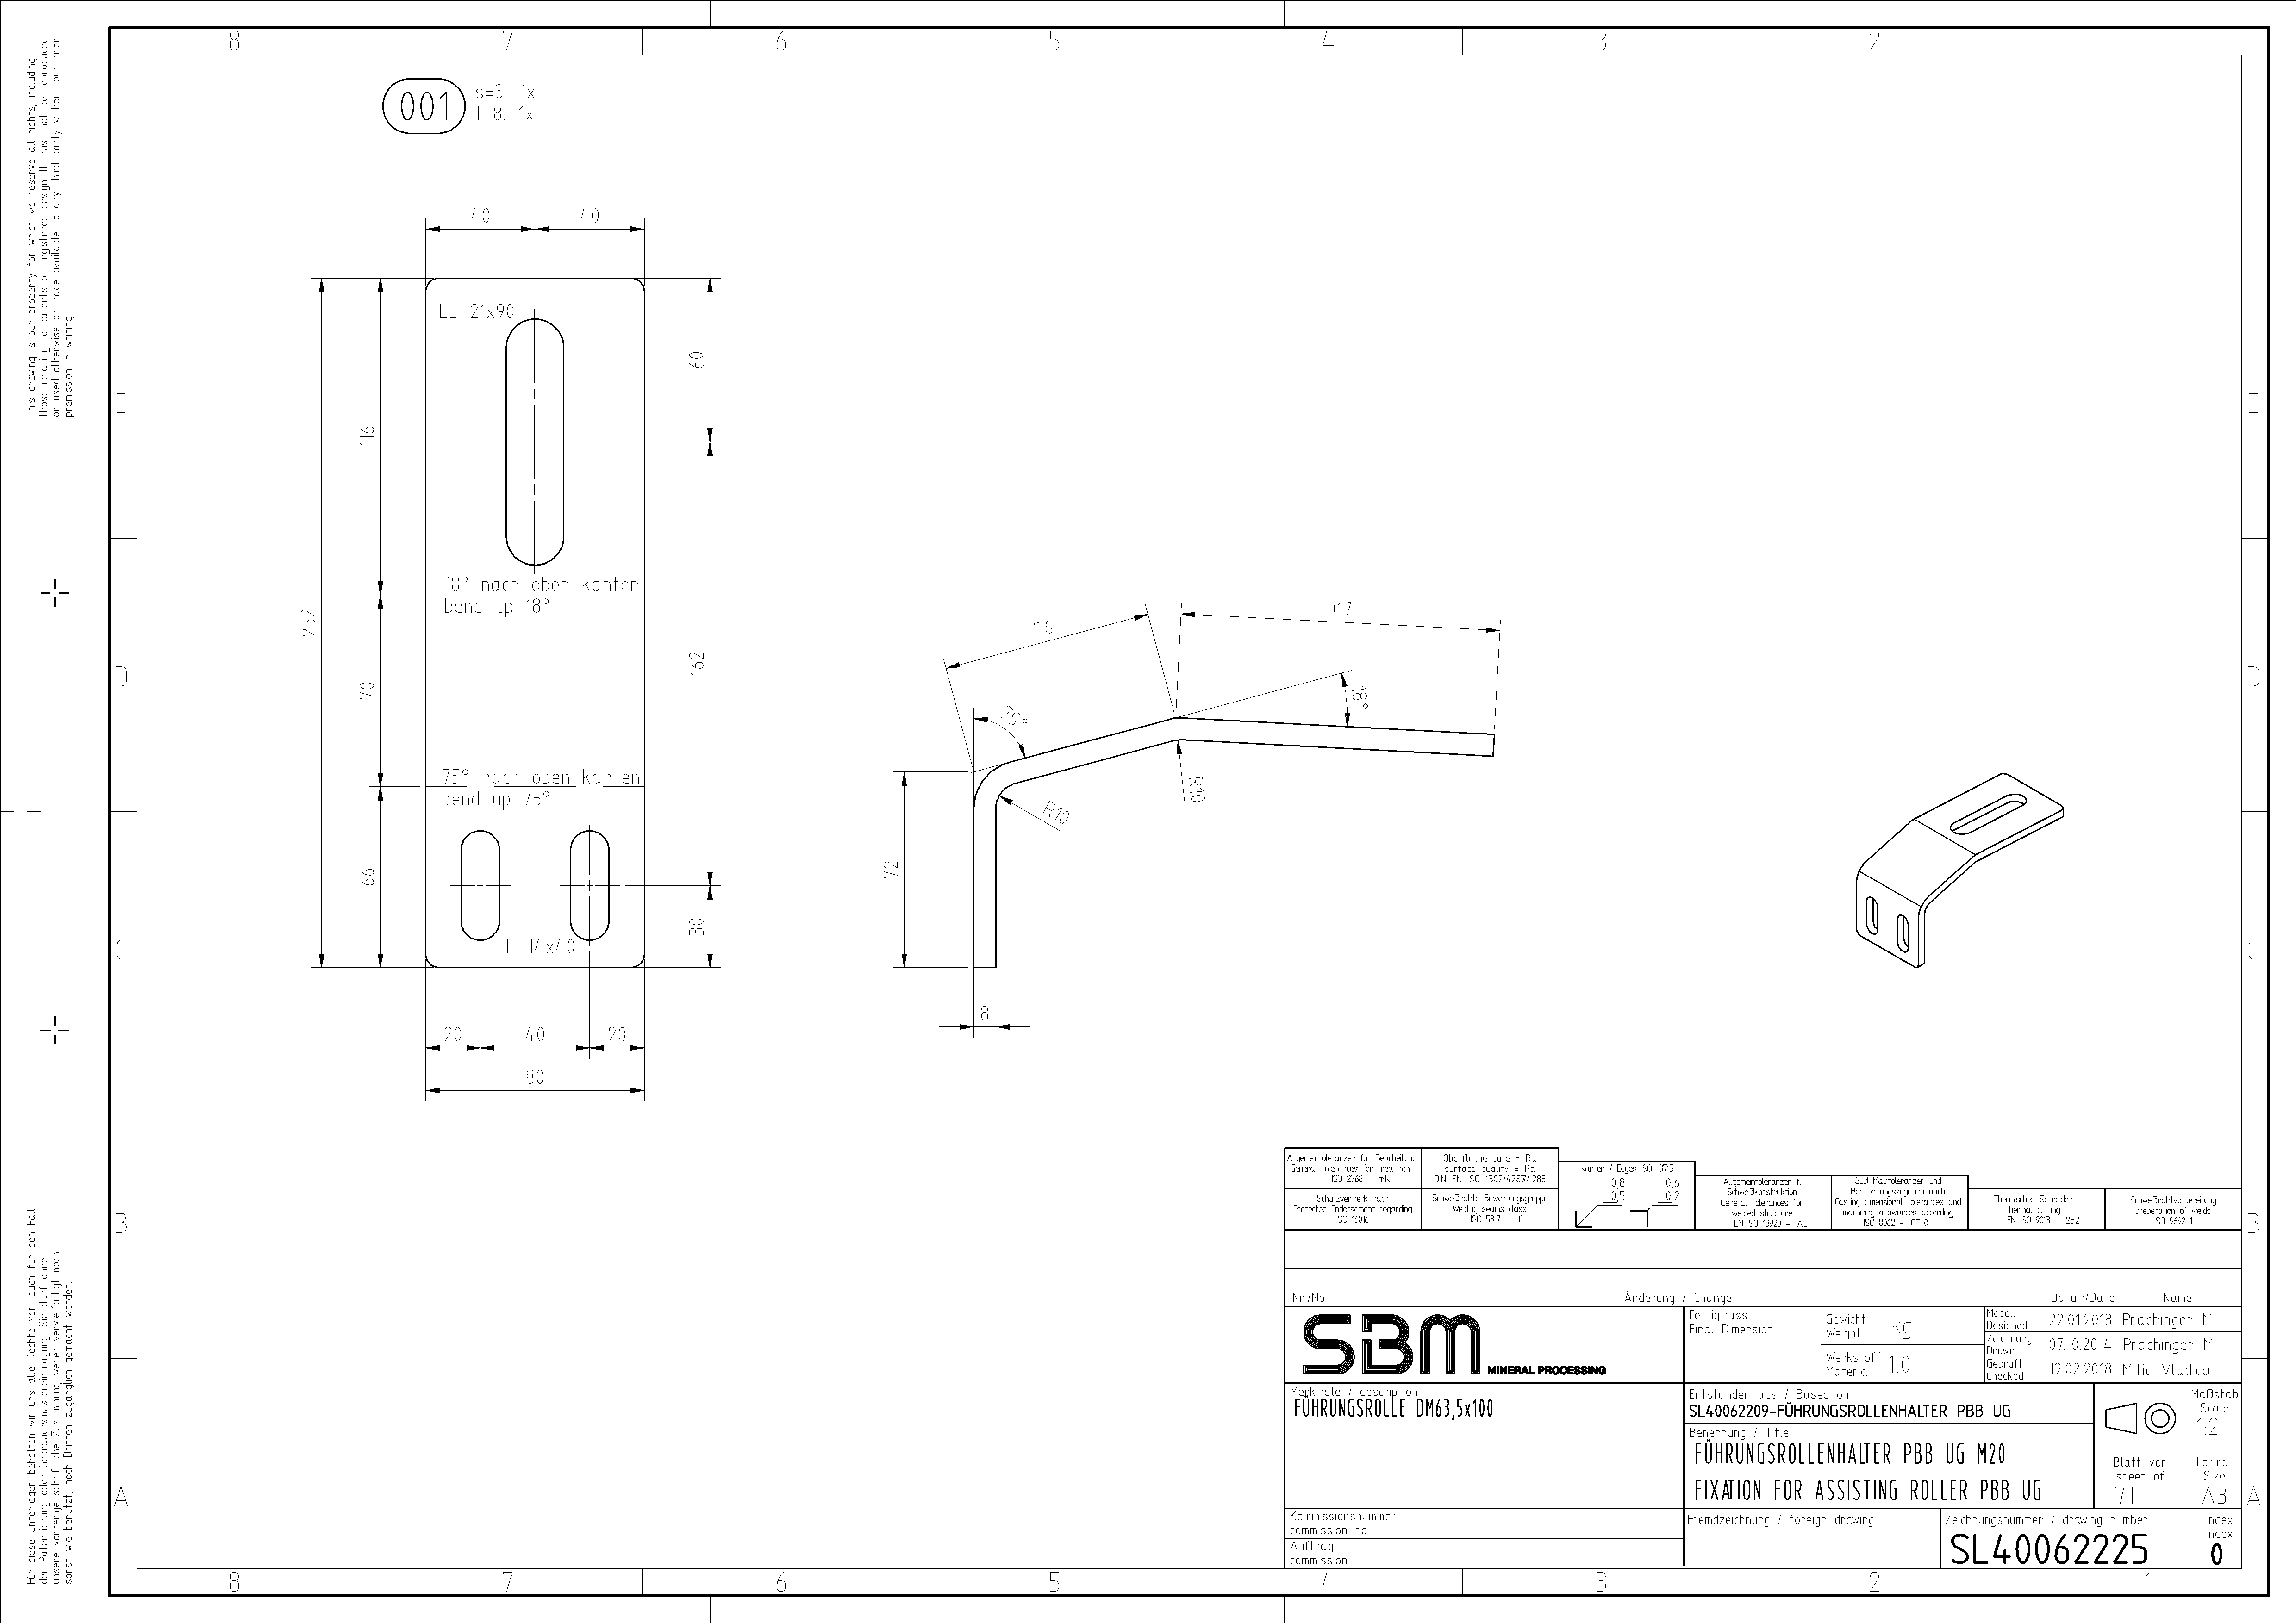 8 7 6 5 4 3 2 1
001
s=8....1x
t=8....1x
F F
E E
D D
C C
B B
A A
This drawing is our property for which we reserve all rights, including
those relating to patents or registered design. It must not be reproduced
or used otherwise or made available to any third party without our prior
premission in writing
Für diese Unterlagen behalten wir uns alle Rechte vor, auch für den Fall
der Patentierung oder Gebrauchsmustereintragung. Sie darf ohne
unsere vorherige schriftliche Zustimmung weder vervielfältigt noch
sonst wie benützt, noch Dritten zugänglich gemacht werden.
40 40
LL 21x90
60
116
18° nach oben kanten
bend up 18°
252
162
70
75° nach oben kanten
bend up 75°
66
30
LL 14x40
20 40 20
80
76
117
75°
18°
R10
R10
72
8
Allgemeintoleranzen für Bearbeitung
General tolerances for treatment
ISO 2768 - mK
Oberflächengüte = Ra
surface quality = Ra
DIN EN ISO 1302/4287/4288
Schutzvermerk nach
Protected Endorsement regarding
ISO 16016
Schweißnähte Bewertungsgruppe
Welding seams class
ISO 5817 - C
Kanten / Edges ISO 13715
+0,8 -0,6
+0,5 -0,2
Allgemeintoleranzen f.
Schweißkonstruktion
General tolerances for
welded structure
EN ISO 13920 - AE
Guß Maßtoleranzen und
Bearbeitungszugaben nach
Casting dimensional tolerances and
machining allowances according
ISO 8062 - CT10
Thermisches Schneiden
Thermal cutting
EN ISO 9013 - 232
Schweißnahtvorbereitung
preperation of welds
ISO 9692-1
Nr./No. Änderung / Change Datum/Date Name
SBM
MINERAL PROCESSING
Fertigmass
Final Dimension
Gewicht
Weight
kg
Werkstoff
Material
1,0
Modell
Designed
22.01.2018 Prachinger M.
Zeichnung
Drawn
07.10.2014 Prachinger M.
Geprüft
Checked
19.02.2018 Mitic Vladica
Merkmale / description
FÜHRUNGSROLLE DM63,5x100
Entstanden aus / Based on
SL40062209-FÜHRUNGSROLLENHALTER PBB UG
Benennung / Title
FÜHRUNGSROLLENHALTER PBB UG M20
FIXATION FOR ASSISTING ROLLER PBB UG
Maßstab
Scale
1:2
Blatt von
sheet of
1/1
Format
Size
A3
Kommissionsnummer
commission no.
Auftrag
commission
Fremdzeichnung / foreign drawing
Zeichnungsnummer / drawing number
SL40062225
Index
index
0
8 7 6 5 4 3 2 1